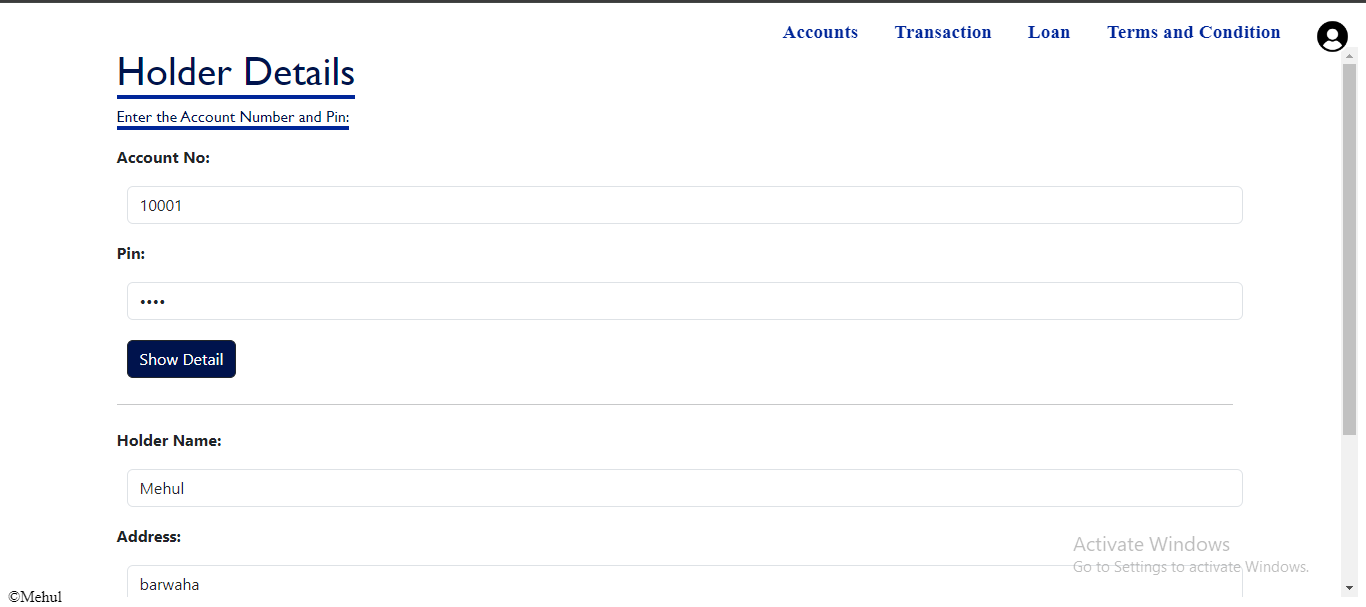 Accounts Transaction Loan Terms and Condition
Holder Details
Enter the Account Number and Pin:
Account No:
10001
Pin:
••••
Show Detail
Holder Name:
Mehul
Address:
barwaha
Activate Windows
Go to Settings to activate Windows.
©Mehul